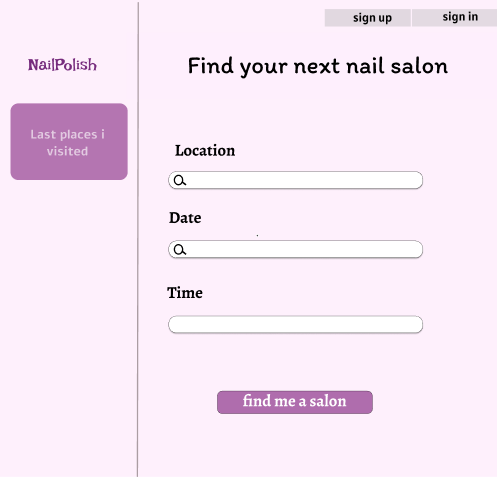 sign up
sign in
NailPolish
Find your next nail salon
Last places i
visited
Location
Date
Time
find me a salon